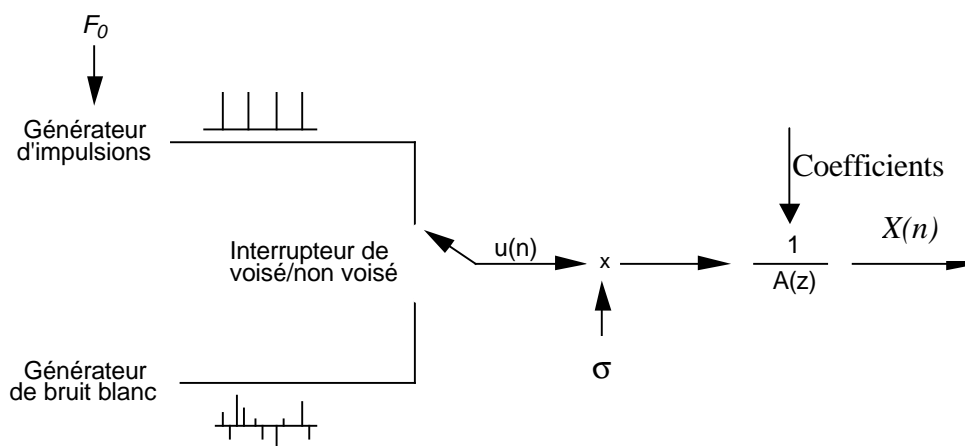 F0
Générateur
d'impulsions
Coefficients
Interrupteur de
voisé/non voisé
u(n)
x
1
A(z)
X(n)
σ
Générateur
de bruit blanc